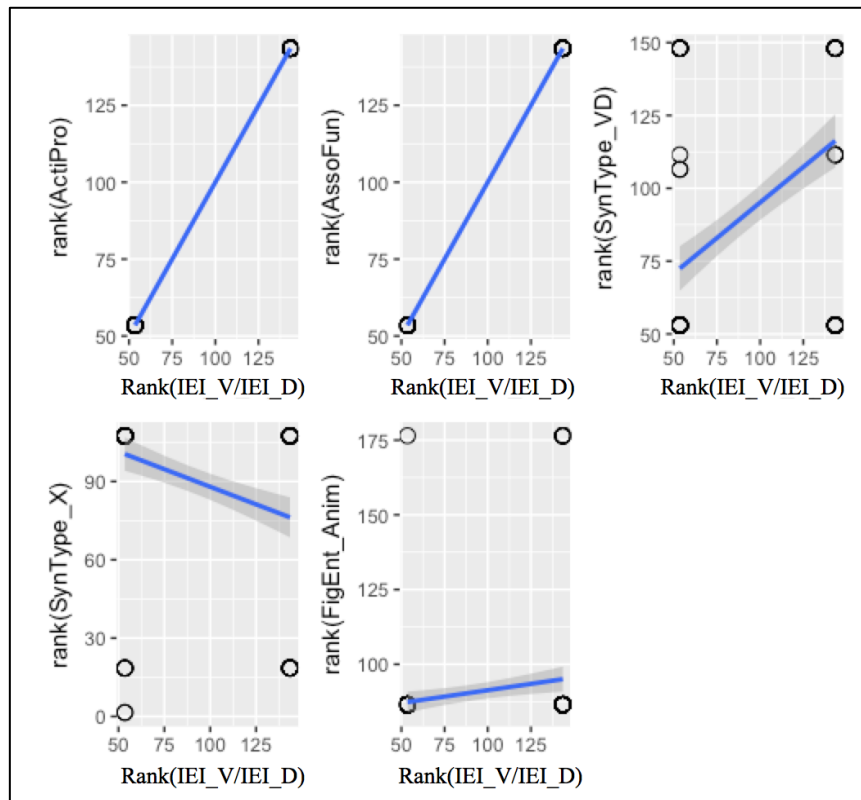 rank(ActiPro)
125
100
75
50
50 75 100 125
Rank(IEI_V/IEI_D)
rank(AssoFun)
125
100
75
50
50 75 100 125
Rank(IEI_V/IEI_D)
rank(SynType_VD)
150
125
100
75
50
50 75 100 125
Rank(IEI_V/IEI_D)
rank(SynType_X)
90
60
30
0
50 75 100 125
Rank(IEI_V/IEI_D)
rank(FigEnt_Anim)
175
150
125
100
50 75 100 125
Rank(IEI_V/IEI_D)